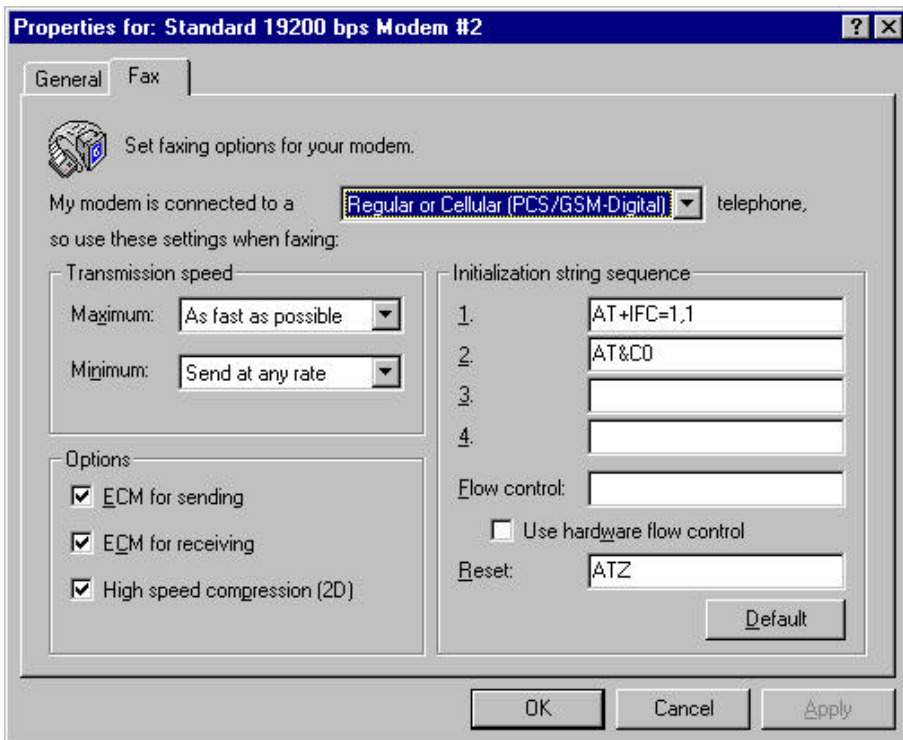 Properties for: Standard 19200 bps Modem #2
General
Fax
Set faxing options for your modem.
My modem is connected to a Regular or Cellular (PCS/GSM-Digital) telephone,
so use these settings when faxing:
Transmission speed
Maximum: As fast as possible
Minimum: Send at any rate
Options
ECM for sending
ECM for receiving
High speed compression (2D)
Initialization string sequence
1. AT+IFC=1,1
2. AT&C0
3.
4.
Flow control:
Use hardware flow control
Reset: ATZ
Default
OK
Cancel
Apply